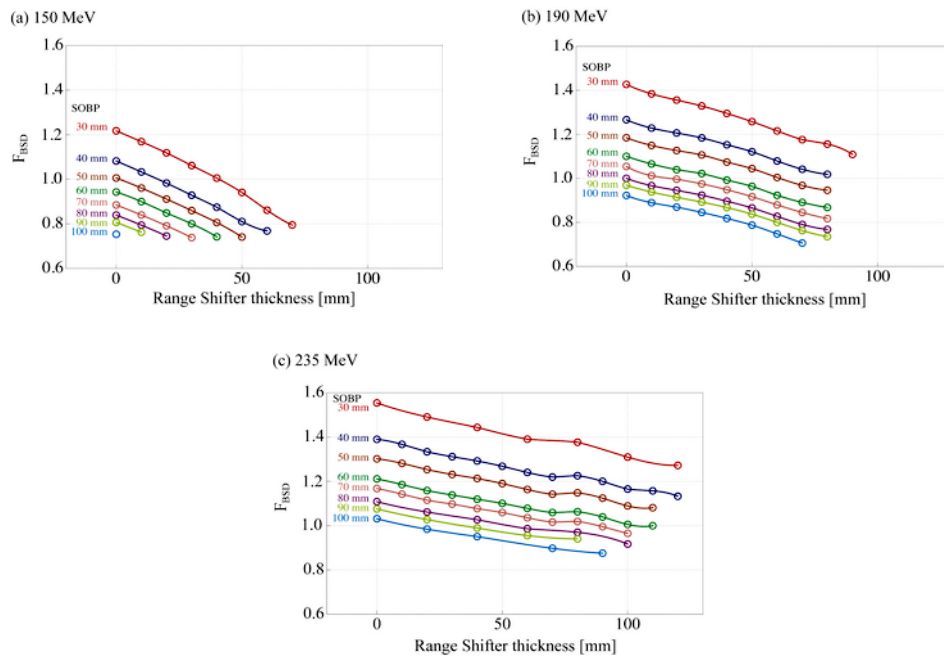 (a) 150 MeV
1.6
1.4
1.2
1.0
0.8
0.6
F_BSD
SOBP
30 mm
40 mm
50 mm
60 mm
70 mm
80 mm
90 mm
100 mm
0
50
100
Range Shifter thickness [mm]
(b) 190 MeV
1.6
1.4
1.2
1.0
0.8
0.6
F_BSD
SOBP
30 mm
40 mm
50 mm
60 mm
70 mm
80 mm
90 mm
100 mm
0
50
100
Range Shifter thickness [mm]
(c) 235 MeV
1.6
1.4
1.2
1.0
0.8
0.6
F_BSD
SOBP
30 mm
40 mm
50 mm
60 mm
70 mm
80 mm
90 mm
100 mm
0
50
100
Range Shifter thickness [mm]